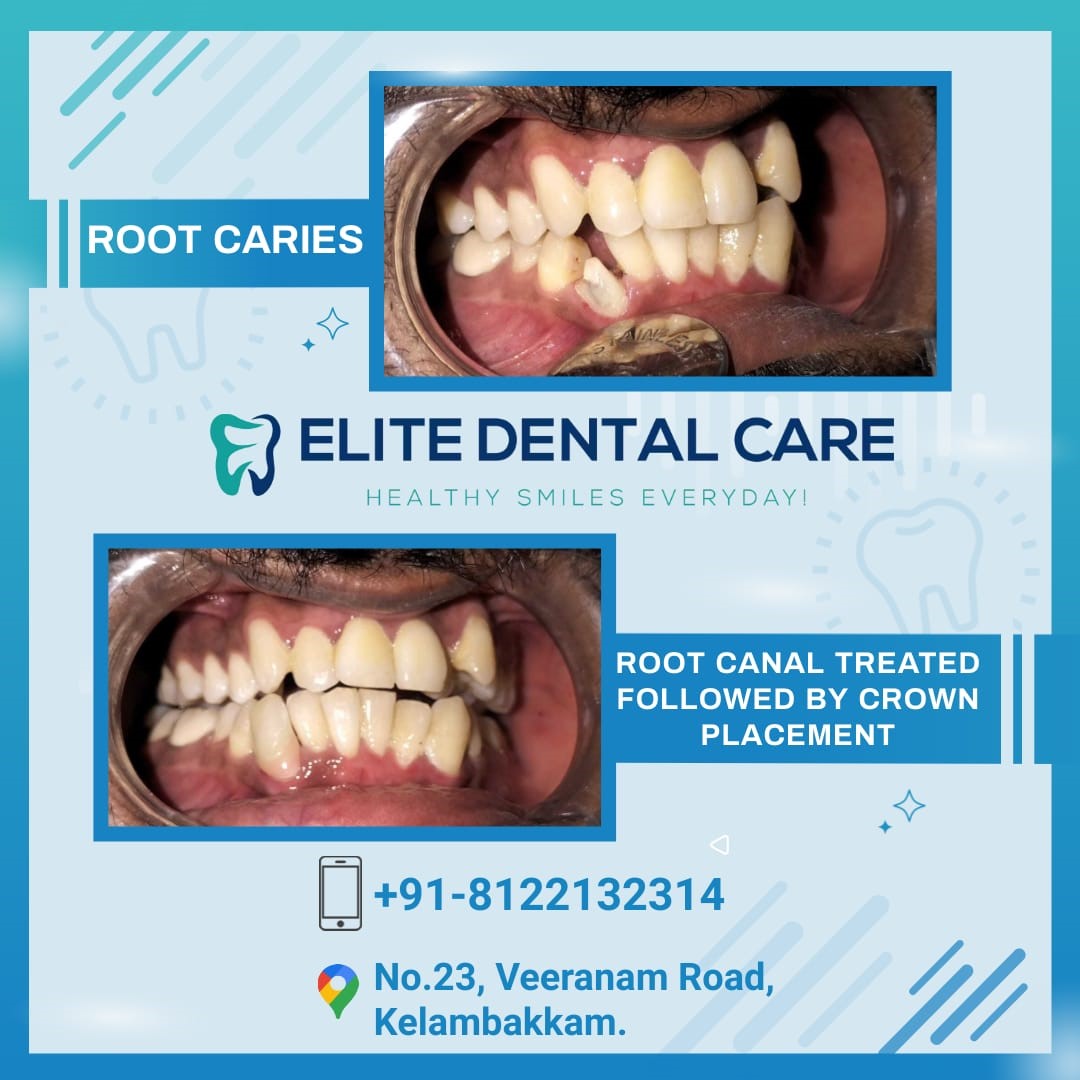 ROOT CARIES
STAINLESS
ELITE DENTAL CARE
HEALTHY SMILES EVERYDAY!
ROOT CANAL TREATED
FOLLOWED BY CROWN
PLACEMENT
+91-8122132314
No.23, Veeranam Road,
Kelambakkam.